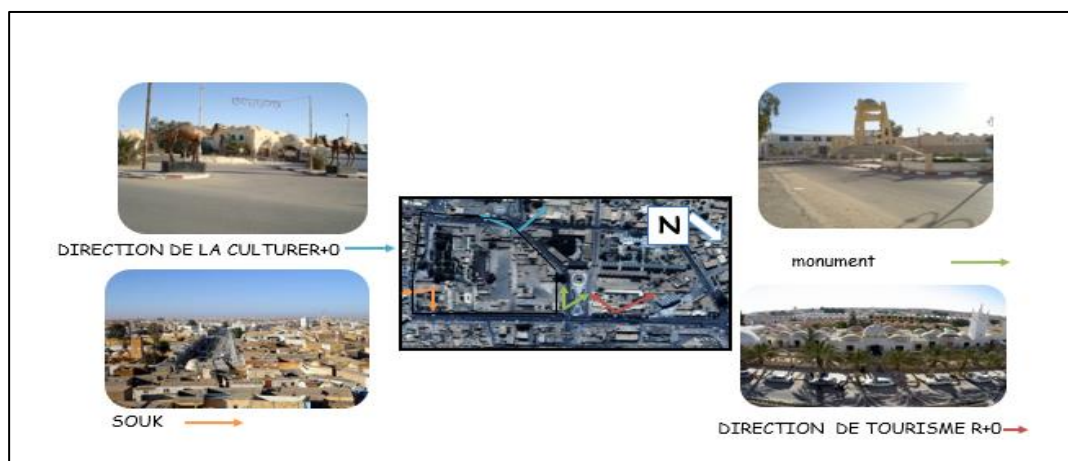 DIRECTION DE LA CULTURER+0
N
monument
SOUK
DIRECTION DE TOURISME R+0